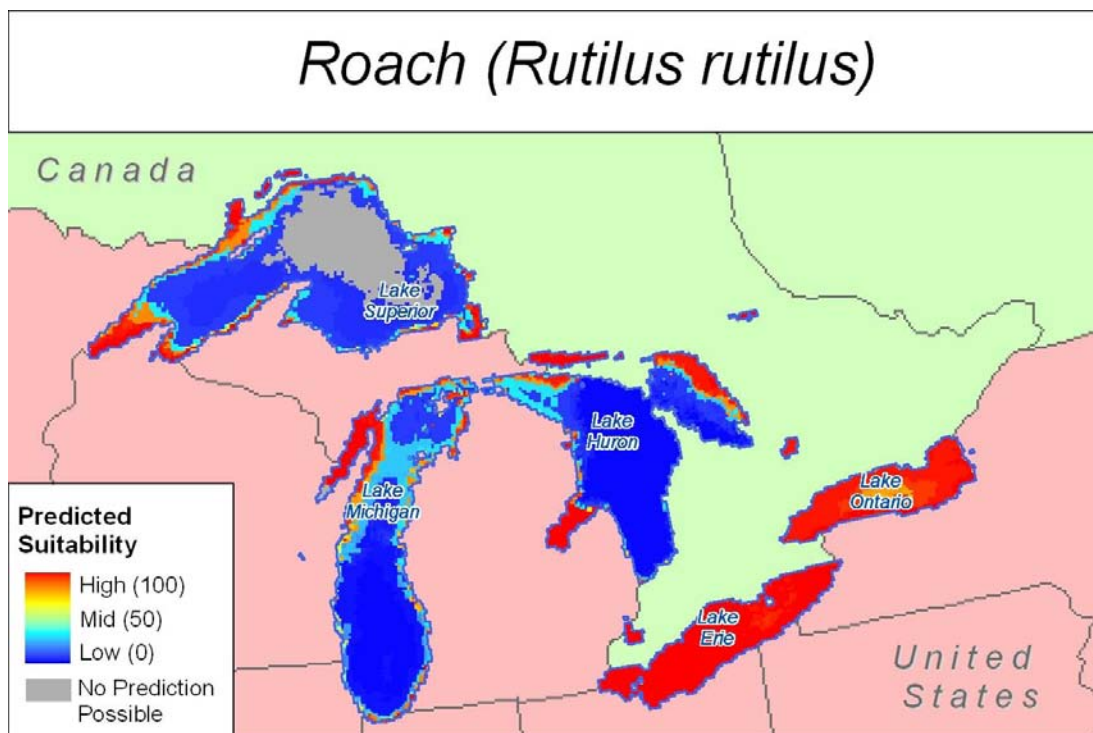 Roach (Rutilus rutilus)
Canada
Lake
Superior
Lake
Huron
Lake
Michigan
Lake
Ontario
Lake
Erie
United
States
Predicted
Suitability
High (100)
Mid (50)
Low (0)
No Prediction
Possible